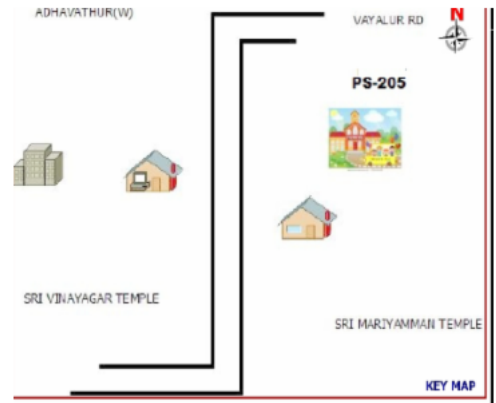 ADHAVATHUR(W)
VAYALUR RD
N
PS-205
SRI VINAYAGAR TEMPLE
SRI MARIYAMMAN TEMPLE
KEY MAP